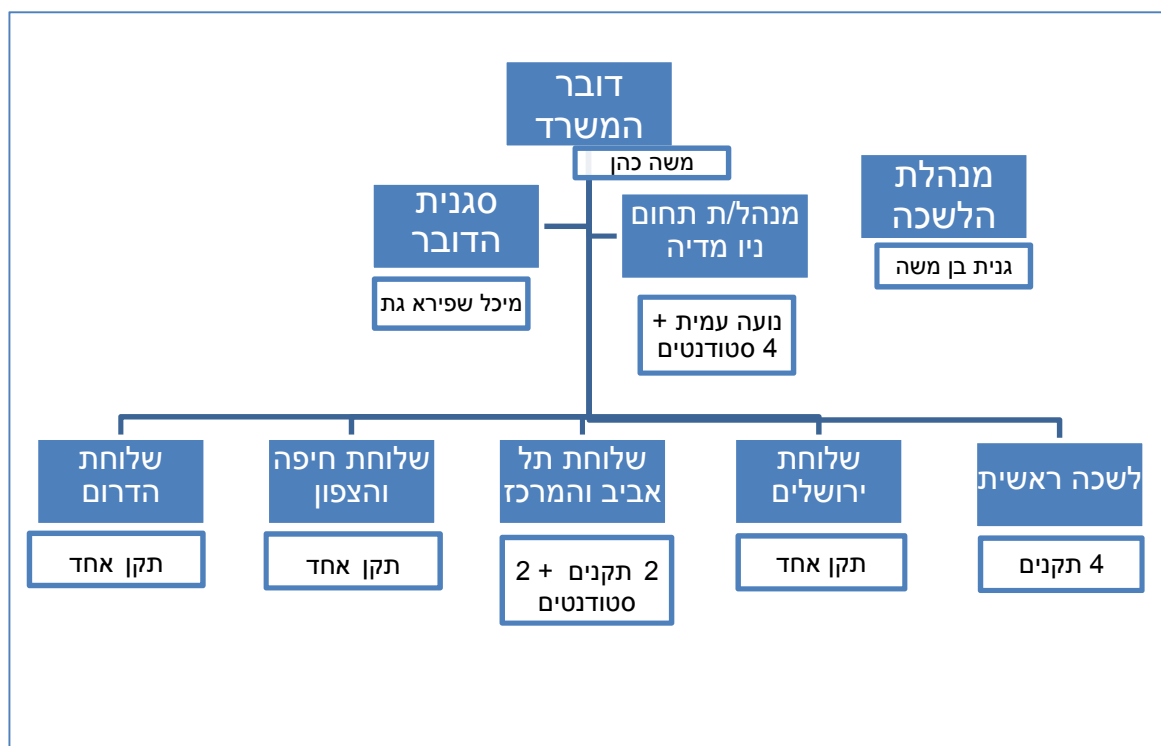 דובר
המשרד
משה כהן
מנהלת
הלשכה
גנית בן משה
מנהל/ת תחום
ניו מדיה
נועה עמית +
4 סטודנטים
סגנית
הדובר
מיכל שפירא גת
לשכה ראשית
4 תקנים
שלוחת
ירושלים
תקן אחד
שלוחת תל
אביב והמרכז
2 תקנים + 2
סטודנטים
שלוחת חיפה
והצפון
תקן אחד
שלוחת
הדרום
תקן אחד